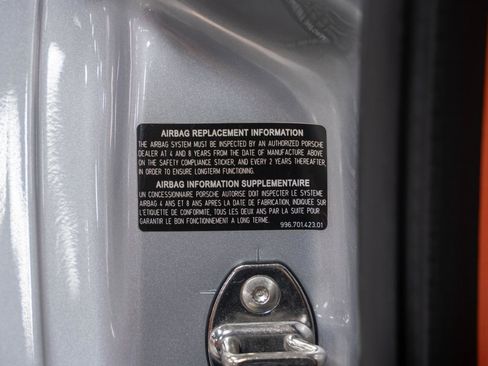 AIRBAG REPLACEMENT INFORMATION
THE AIRBAG SYSTEM MUST BE INSPECTED BY AN AUTHORIZED PORSCHE
DEALER AT 4 AND 8 YEARS FROM THE DATE OF MANUFACTURE ABOVE
ON THE SAFETY COMPLIANCE STICKER, AND EVERY 2 YEARS THEREAFTER,
IN ORDER TO ENSURE LONGTERM FUNCTIONING.
AIRBAG INFORMATION SUPPLEMENTAIRE
UN CONCESSIONNAIRE PORSCHE AUTORISE DOIT INSPECTER LE SYSTEME
AIRBAG 4 ANS ET 8 ANS APRES LA DATE DE FABRICATION, INDIQUEE SUR
L'ETIQUETTE DE CONFORMITE, TOUS LES DEUX ANS PAR LA SUITE POUR
GARANTIR LE BON FONCTIONNEMENT A LONG TERME.
996.701.423.01